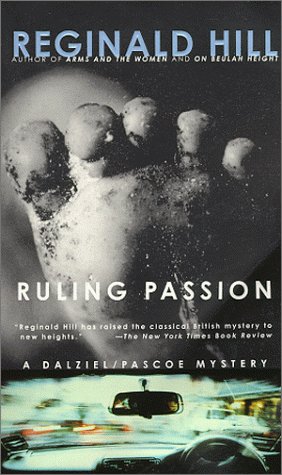 REGINALD HILL
AUTHOR OF ARMS AND THE WOMEN AND ON BEULAH HEIGHT
RULING PASSION
"Reginald Hill has raised the classical British mystery to
new heights." —The New York Times Book Review
A DALZIEL/PASCOE MYSTERY